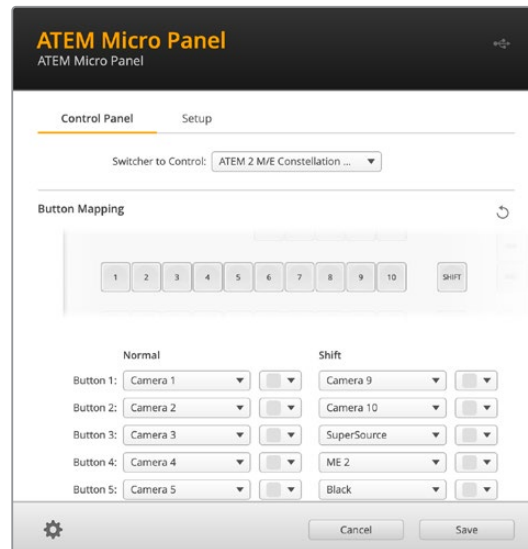 ATEM Micro Panel
ATEM Micro Panel
Control Panel Setup
Switcher to Control: ATEM 2 M/E Constellation ...
Button Mapping
1 2 3 4 5 6 7 8 9 10 SHIFT
Normal Shift
Button 1: Camera 1 Camera 9
Button 2: Camera 2 Camera 10
Button 3: Camera 3 SuperSource
Button 4: Camera 4 ME 2
Button 5: Camera 5 Black
Cancel Save